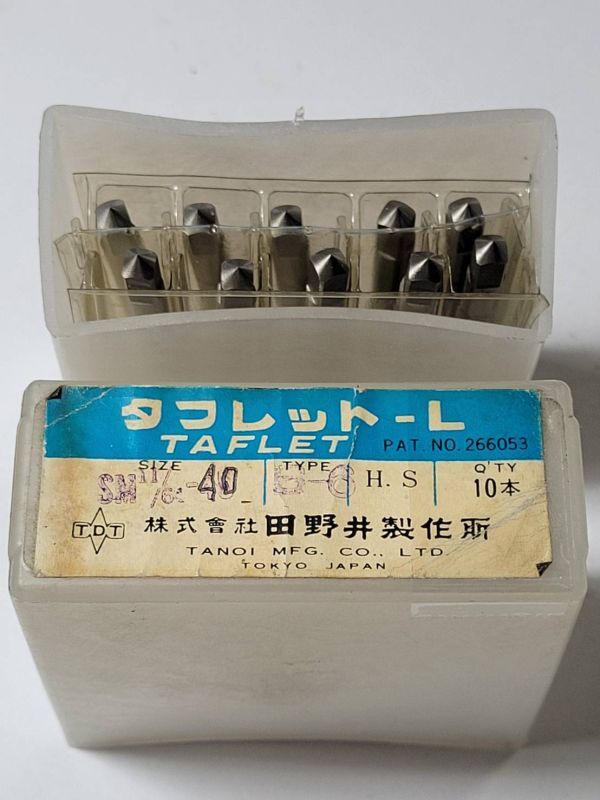 タフレット-L
TAFLET PAT. NO. 266053
SIZE TYPE Q'TY
SM 11/64-40 H. S 10本
TDT 株式會社 田野井製作所
TANOI MFG. CO., LTD
TOKYO JAPAN